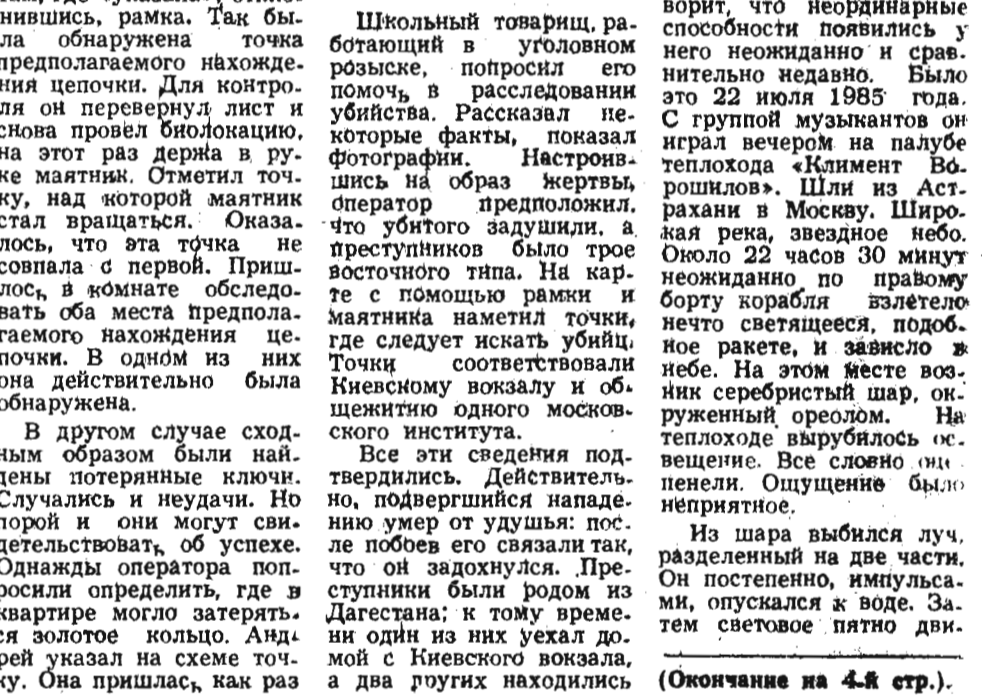 нившись, рамка. Так бы-
ла обнаружена точка
предполагаемого нахожде-
ния цепочки. Для контро-
ля он перевернул лист и
снова провел биолокацию,
на этот раз держа в ру-
ке маятник. Отметил точ-
ку, над которой маятник
стал вращаться. Оказа-
лось, что эта точка не
совпала с первой. Приш-
лось в комнате обследо-
вать оба места предпола-
гаемого нахождения це-
почки. В одном из них
она действительно была
обнаружена.
В другом случае сход-
ным образом были най-
дены потерянные ключи.
Случались и неудачи. Но
порой и они могут сви-
детельствовать об успехе.
Однажды оператора поп-
росили определить, где в
квартире могло затерять-
ся золотое кольцо. Анд-
рей указал на схеме точ-
ку. Она пришлась как раз
Школьный товарищ, ра-
ботающий в уголовном
розыске, попросил его
помочь в расследовании
убийства. Рассказал не-
которые факты, показал
фотографии. Настроив-
шись на образ жертвы,
оператор предположил,
что убитого задушили, а
преступников было трое
восточного типа. На кар-
те с помощью рамки и
маятника наметил точки,
где следует искать убийц.
Точки соответствовали
Киевскому вокзалу и об-
щежитию одного москов-
ского института.
Все эти сведения под-
твердились. Действитель-
но, подвергшийся нападе-
нию умер от удушья: пос-
ле побоев его связали так,
что он задохнулся. Пре-
ступники были родом из
Дагестана; к тому време-
ни один из них уехал до-
мой с Киевского вокзала,
а два других находились
ворит, что неординарные
способности появились у
него неожиданно и срав-
нительно недавно. Было
это 22 июля 1985 года.
С группой музыкантов он
играл вечером на палубе
теплохода «Климент Во-
рошилов». Шли из Аст-
рахани в Москву. Широ-
кая река, звездное небо.
Около 22 часов 30 минут
неожиданно по правому
борту корабля взлетело
нечто светящееся, подоб-
ное ракете, и зависло в
небе. На этом месте воз-
ник серебристый шар, ок-
руженный ореолом. На
теплоходе вырубилось ос-
вещение. Все словно оце-
пенели. Ощущение было
неприятное.
Из шара выбился луч,
разделенный на две части.
Он постепенно, импульса-
ми, опускался к воде. За-
тем световое пятно дви-
(Окончание на 4-й стр.).